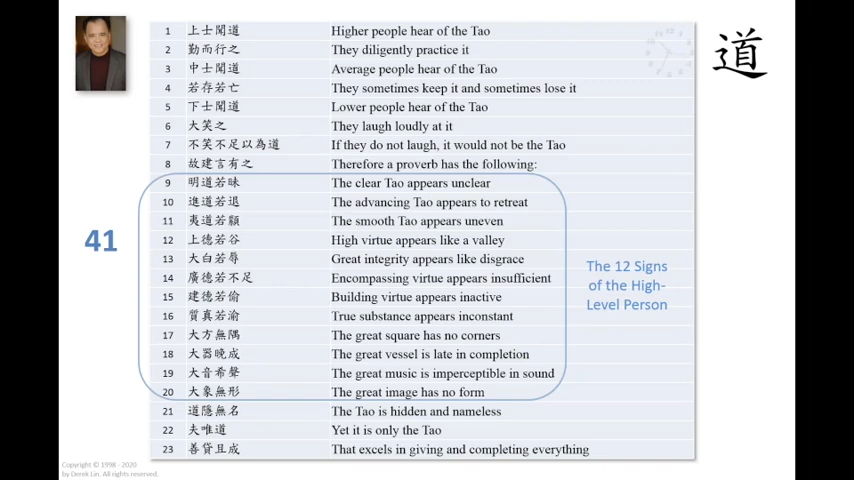 道
1 上士聞道 Higher people hear of the Tao
2 勤而行之 They diligently practice it
3 中士聞道 Average people hear of the Tao
4 若存若亡 They sometimes keep it and sometimes lose it
5 下士聞道 Lower people hear of the Tao
6 大笑之 They laugh loudly at it
7 不笑不足以為道 If they do not laugh, it would not be the Tao
8 故建言有之 Therefore a proverb has the following:
9 明道若昧 The clear Tao appears unclear
10 進道若退 The advancing Tao appears to retreat
11 夷道若纇 The smooth Tao appears uneven
12 上德若谷 High virtue appears like a valley
13 大白若辱 Great integrity appears like disgrace
14 廣德若不足 Encompassing virtue appears insufficient
15 建德若偷 Building virtue appears inactive
16 質真若渝 True substance appears inconstant
17 大方無隅 The great square has no corners
18 大器晚成 The great vessel is late in completion
19 大音希聲 The great music is imperceptible in sound
20 大象無形 The great image has no form
21 道隱無名 The Tao is hidden and nameless
22 夫唯道 Yet it is only the Tao
23 善貸且成 That excels in giving and completing everything
41
The 12 Signs
of the High-
Level Person
Copyright © 1998 - 2020
by Derek Lin. All rights reserved.